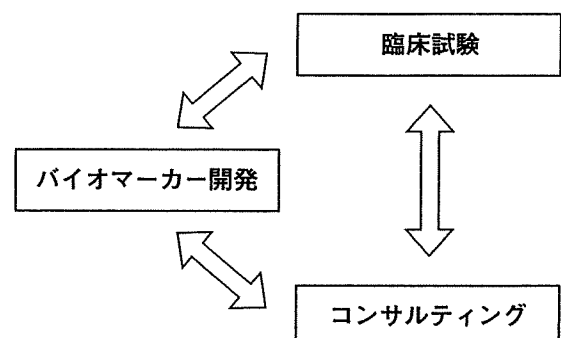 臨床試験
バイオマーカー開発
コンサルティング